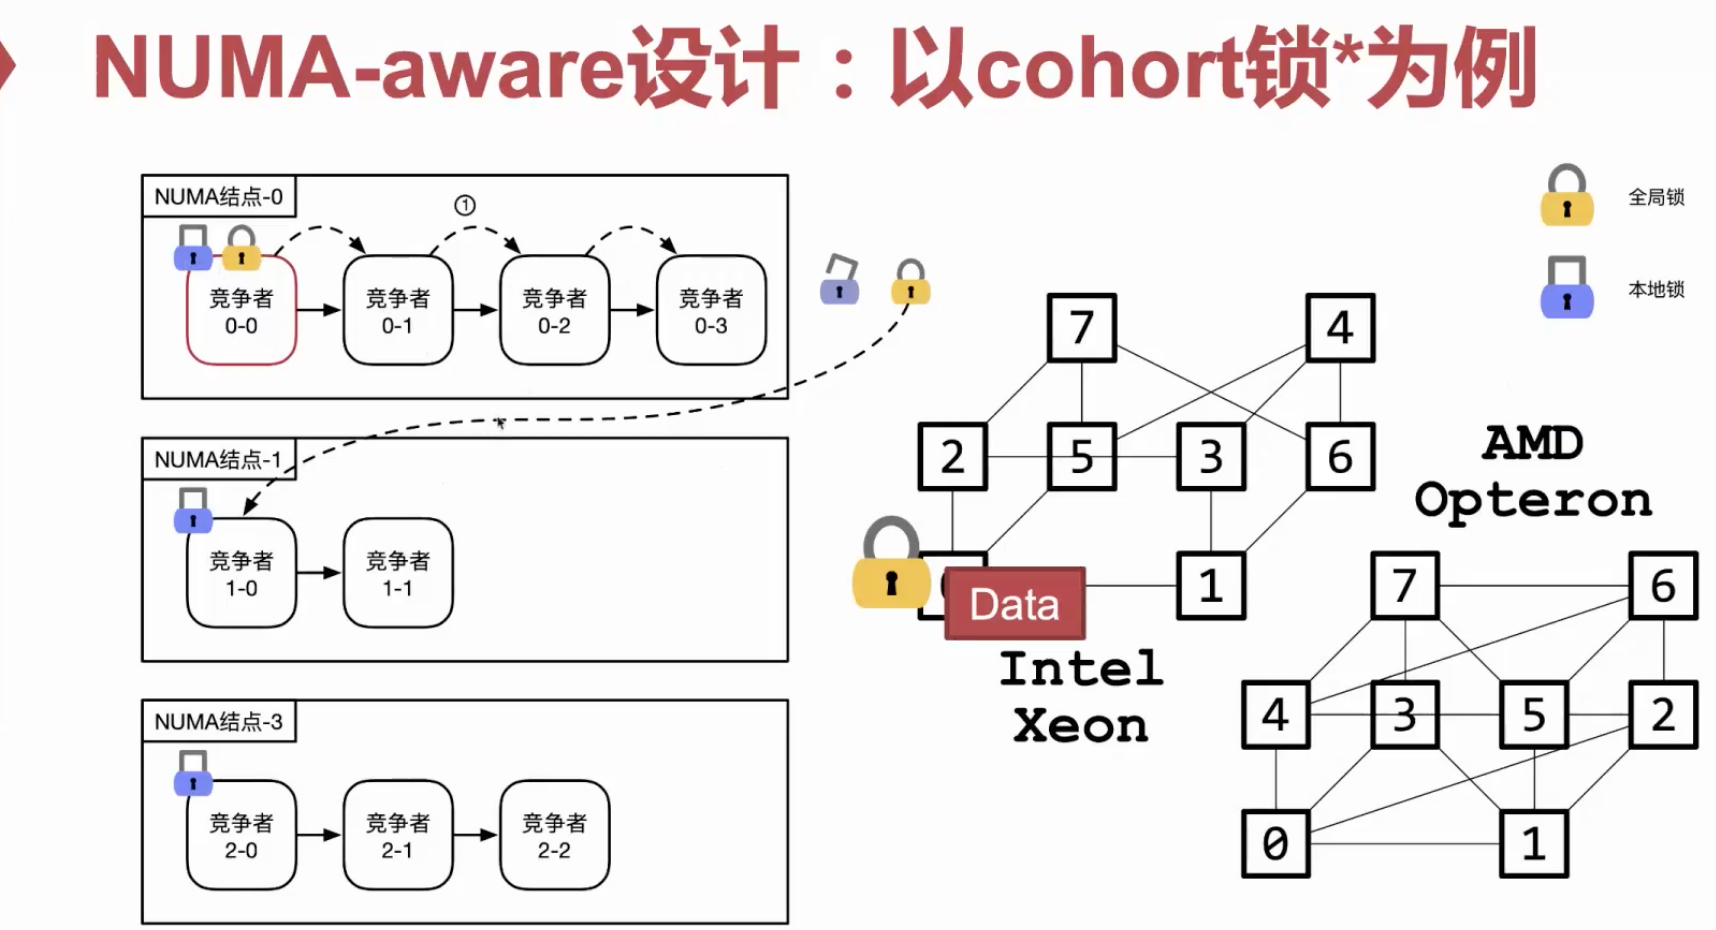 NUMA-aware设计：以cohort锁*为例
NUMA结点-0
①
竞争者
0-0
竞争者
0-1
竞争者
0-2
竞争者
0-3
NUMA结点-1
竞争者
1-0
竞争者
1-1
NUMA结点-3
竞争者
2-0
竞争者
2-1
竞争者
2-2
全局锁
本地锁
7
4
2
5
3
6
Data
1
Intel
Xeon
AMD
Opteron
7
6
4
3
5
2
0
1